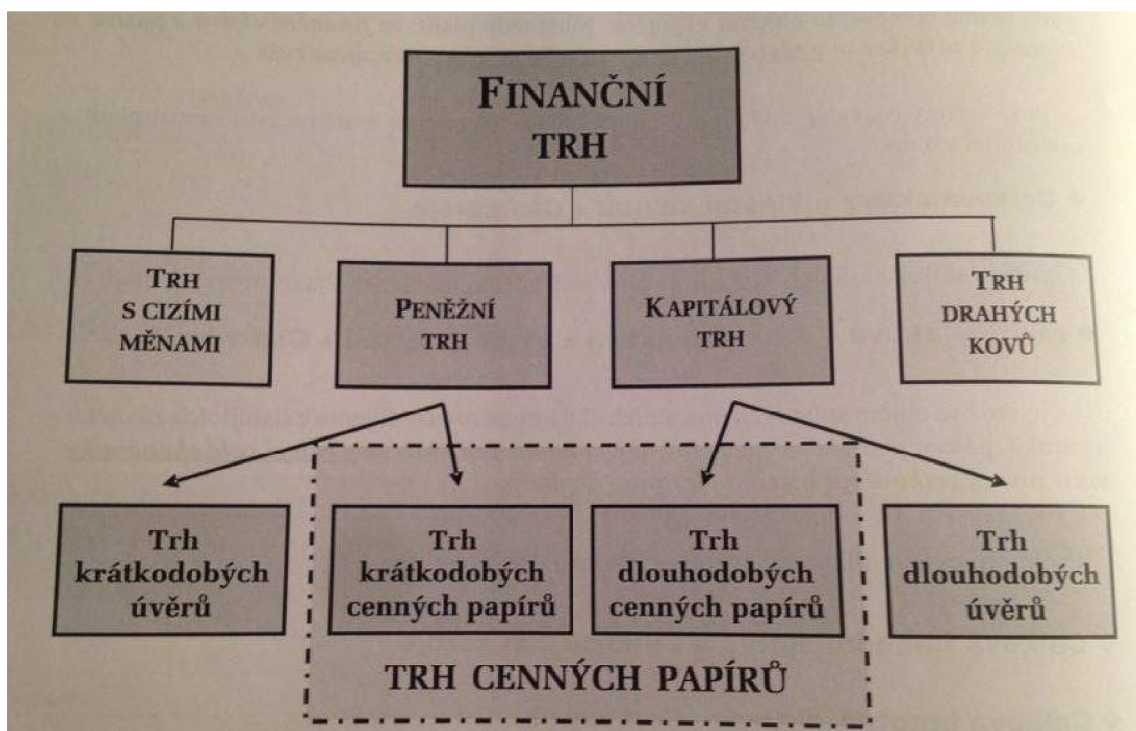 FINANČNÍ
TRH
TRH
S CIZÍMI
MĚNAMI
PENĚŽNÍ
TRH
KAPITÁLOVÝ
TRH
TRH
DRAHÝCH
KOVŮ
Trh
krátkodobých
úvěrů
Trh
krátkodobých
cenných papírů
Trh
dlouhodobých
cenných papírů
Trh
dlouhodobých
úvěrů
TRH CENNÝCH PAPÍRŮ